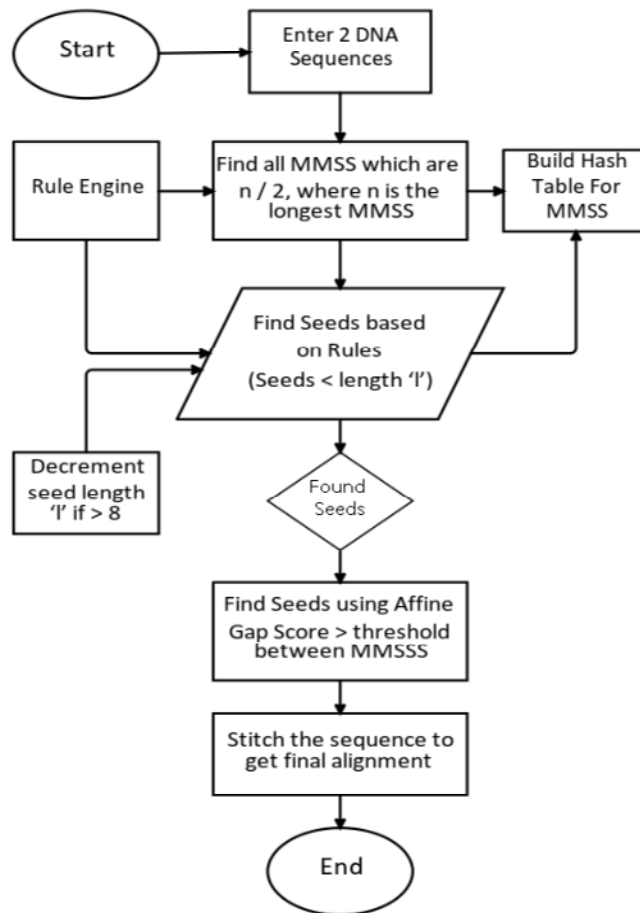 Start
Enter 2 DNA
Sequences
Rule Engine
Find all MMSS which are
n / 2, where n is the
longest MMSS
Build Hash
Table For
MMSS
Find Seeds based
on Rules
(Seeds < length ‘l’)
Decrement
seed length
‘l’ if > 8
Found
Seeds
Find Seeds using Affine
Gap Score > threshold
between MMSSS
Stitch the sequence to
get final alignment
End